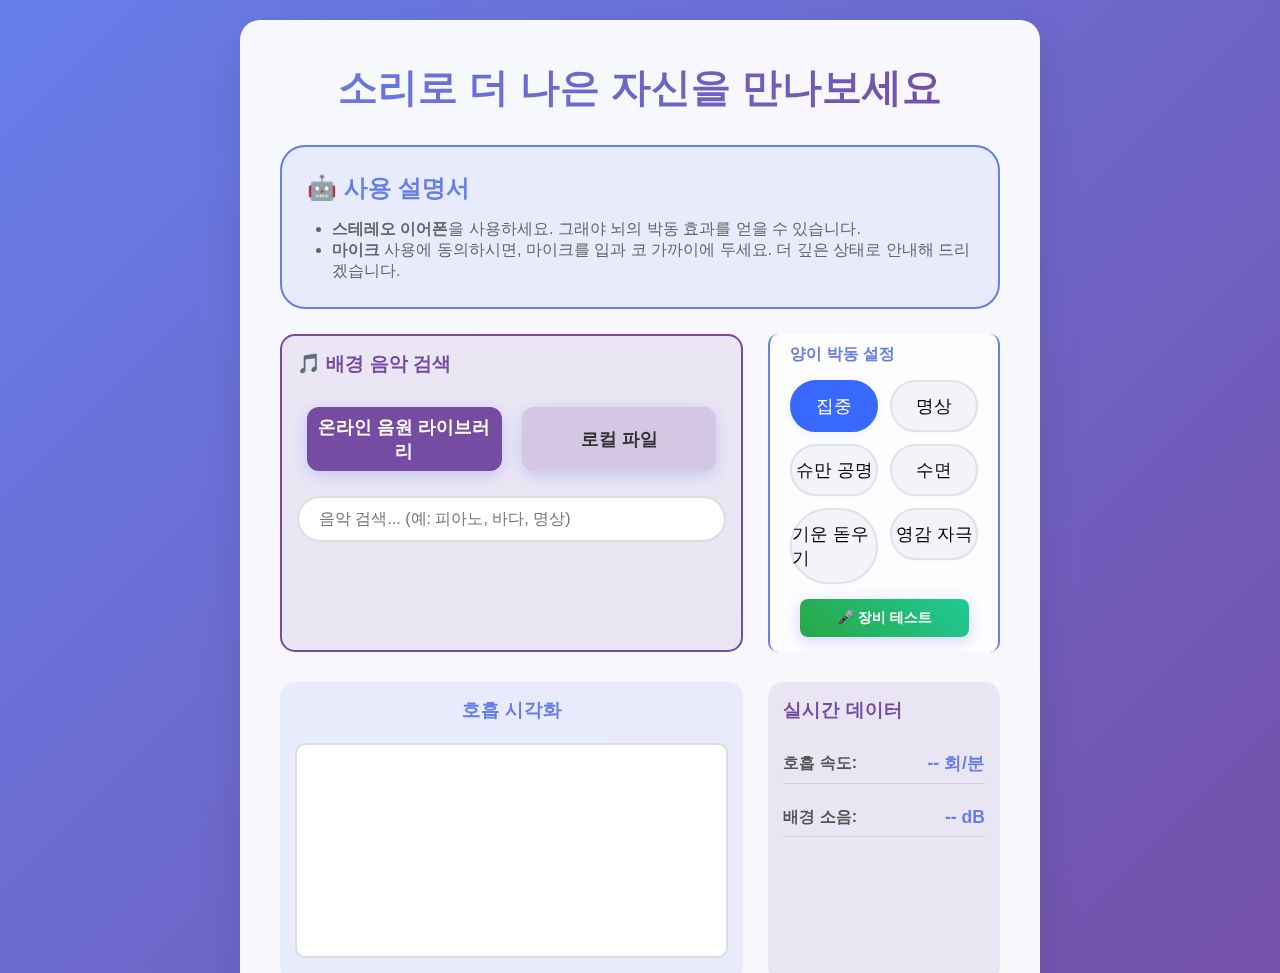 소리로 더 나은 자신을 만나보세요
🤖 사용 설명서
스테레오 이어폰을 사용하세요. 그래야 뇌의 박동 효과를 얻을 수 있습니다.
마이크 사용에 동의하시면, 마이크를 입과 코 가까이에 두세요. 더 깊은 상태로 안내해 드리
겠습니다.
🎵 배경 음악 검색
온라인 음원 라이브러
리
로컬 파일
음악 검색... (예: 피아노, 바다, 명상)
양이 박동 설정
집중
명상
슈만 공명
수면
기운 돋우
기
영감 자극
🎤 장비 테스트
호흡 시각화
실시간 데이터
호흡 속도: -- 회/분
배경 소음: -- dB